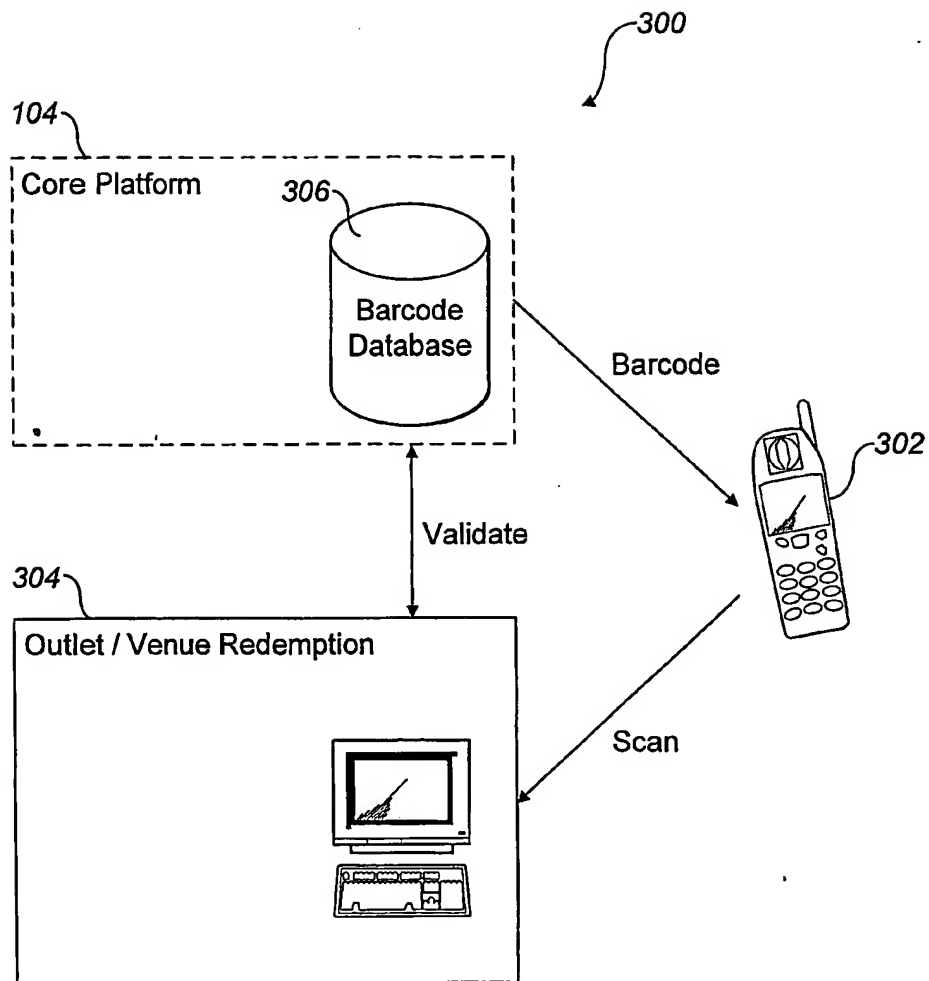 300
104
Core Platform
306
Barcode
Database
Barcode
302
Validate
304
Outlet / Venue Redemption
Scan